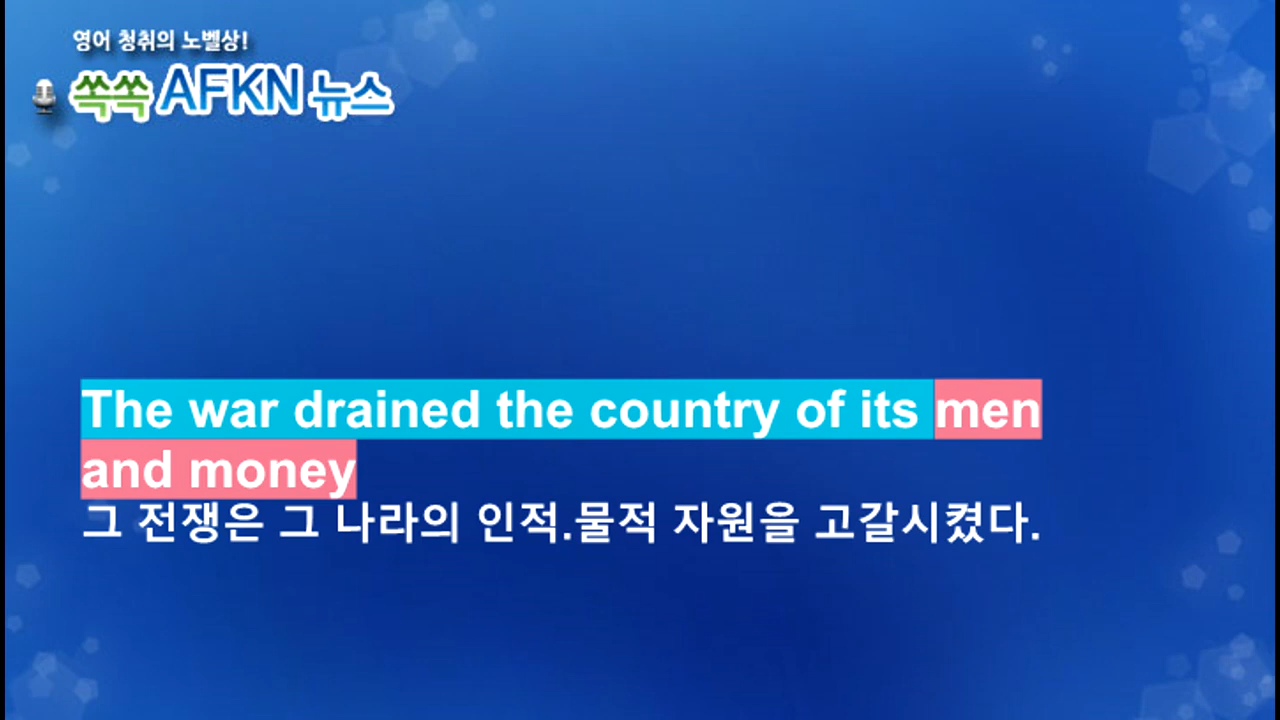 영어 청취의 노벨상!
쏙쏙 AFKN 뉴스
The war drained the country of its men
and money
그 전쟁은 그 나라의 인적.물적 자원을 고갈시켰다.